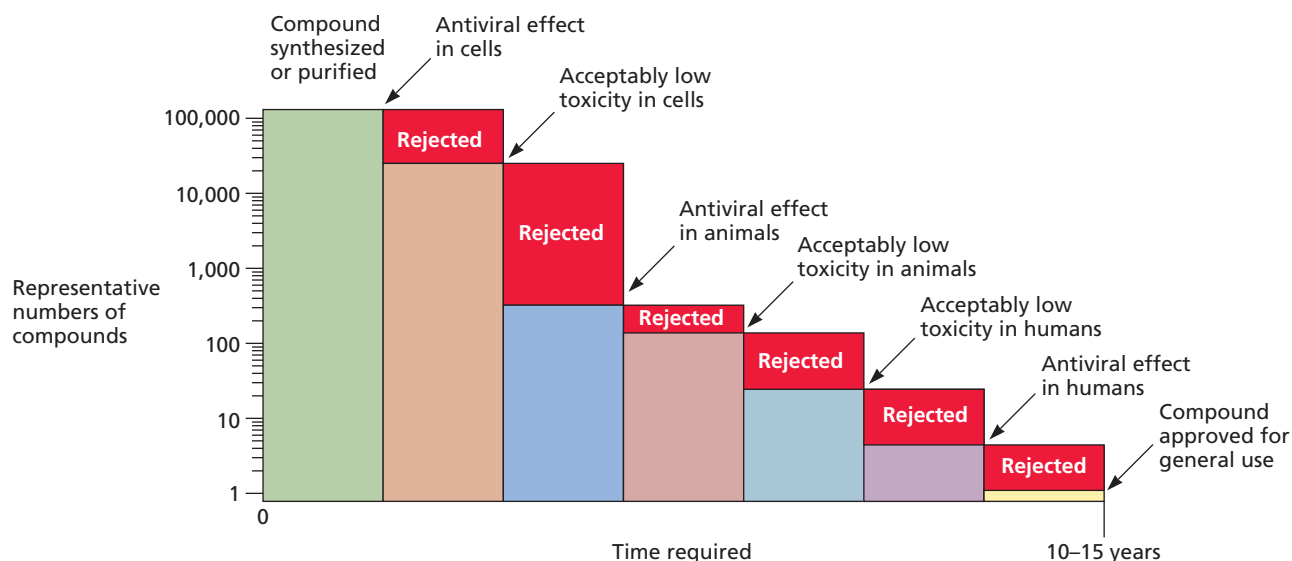 Compound
synthesized
or purified
Antiviral effect
in cells
Acceptably low
toxicity in cells
Antiviral effect
in animals
Acceptably low
toxicity in animals
Acceptably low
toxicity in humans
Antiviral effect
in humans
Compound
approved for
general use
Representative
numbers of
compounds
100,000
10,000
1,000
100
10
1
Rejected
Rejected
Rejected
Rejected
Rejected
Rejected
0
Time required
10–15 years